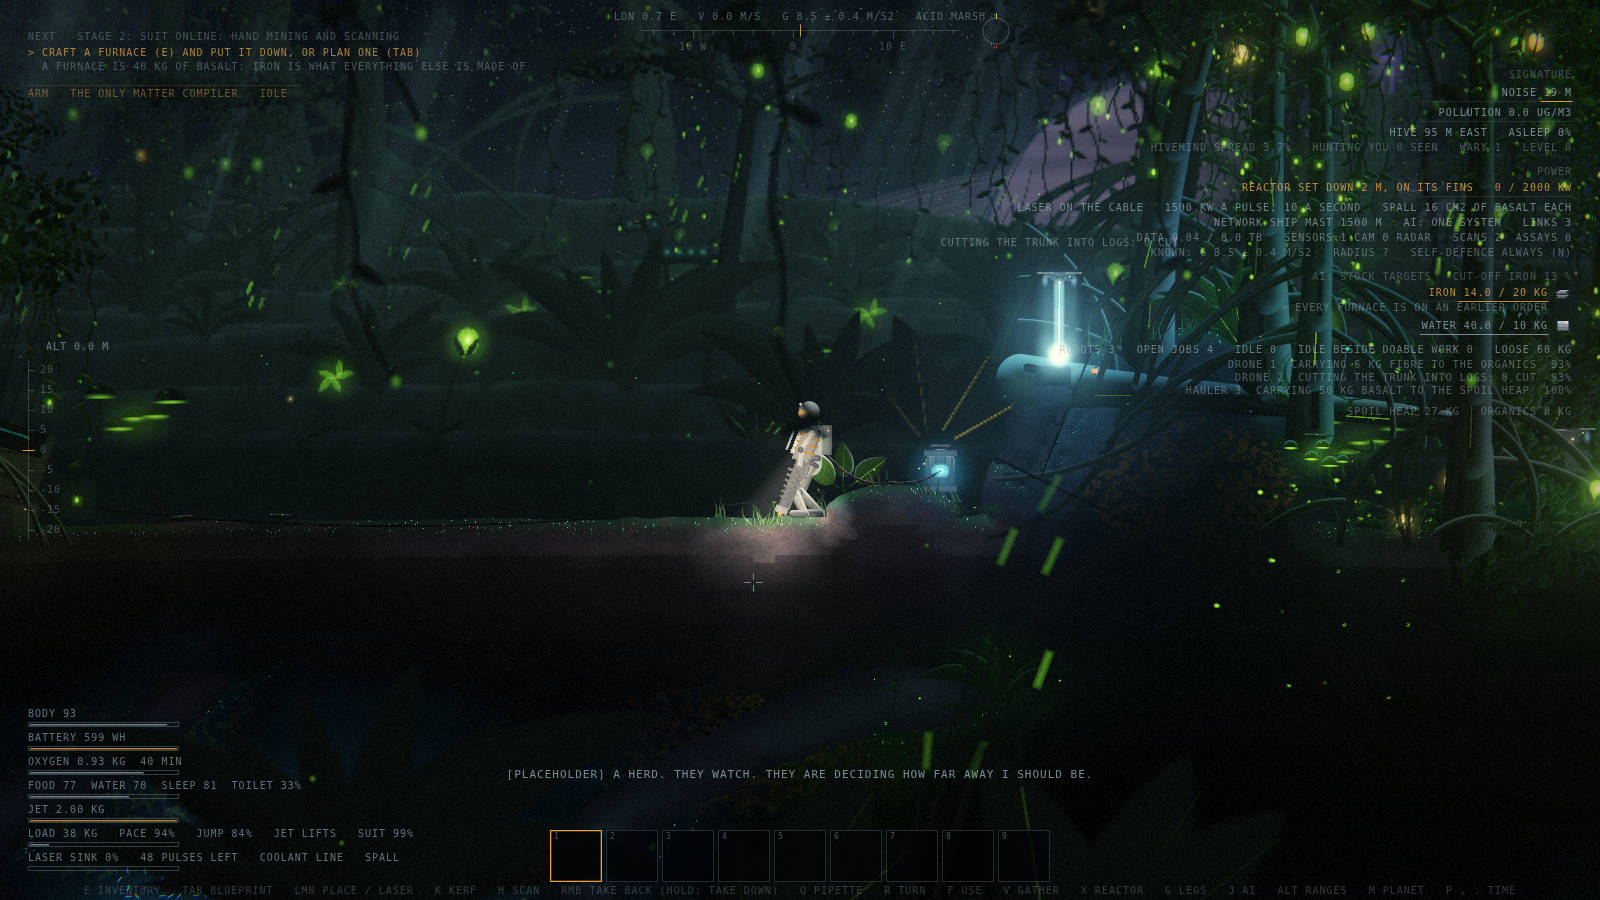 LON 0.7 E   V 0.0 M/S   G 8.5 ± 0.4 M/S2   ACID MARSH
10 W   0   10 E
NEXT   STAGE 2: SUIT ONLINE: HAND MINING AND SCANNING
> CRAFT A FURNACE (E) AND PUT IT DOWN, OR PLAN ONE (TAB)
A FURNACE IS 40 KG OF BASALT: IRON IS WHAT EVERYTHING ELSE IS MADE OF
ARM   THE ONLY MATTER COMPILER   IDLE
SIGNATURE
NOISE 19 M
POLLUTION 0.0 UG/M3
HIVE 95 M EAST   ASLEEP 0%
HIVEMIND SPREAD 3.7%   HUNTING YOU 0 SEEN   WARY 1   LEVEL 0
POWER
REACTOR SET DOWN 2 M, ON ITS FINS   0 / 2000 KW
LASER ON THE CABLE   1500 KW A PULSE, 10 A SECOND   SPALL 16 CM2 OF BASALT EACH
NETWORK SHIP MAST 1500 M   AI: ONE SYSTEM   LINKS 3
DATA 0.04 / 8.0 TB   SENSORS 1 CAM 0 RADAR   SCANS 2   ASSAYS 0
CUTTING THE TRUNK INTO LOGS: 0 CUT
KNOWN: G 8.5 ± 0.4 M/S2   RADIUS ?   SELF-DEFENCE ALWAYS (N)
AI: STOCK TARGETS   CUT-OFF IRON 13 %
IRON 14.0 / 20 KG
> EVERY FURNACE IS ON AN EARLIER ORDER
WATER 40.0 / 10 KG
ROBOTS 3   OPEN JOBS 4   IDLE 0   IDLE BESIDE DOABLE WORK 0   LOOSE 60 KG
DRONE 1  CARRYING 6 KG FIBRE TO THE ORGANICS  93%
DRONE 2  CUTTING THE TRUNK INTO LOGS: 0 CUT  93%
HAULER 3  CARRYING 50 KG BASALT TO THE SPOIL HEAP  100%
SPOIL HEAP 27 KG   ORGANICS 0 KG
ALT 0.0 M
20
15
10
5
0
-5
-10
-15
-20
BODY 93
BATTERY 599 WH
OXYGEN 0.93 KG  40 MIN
FOOD 77  WATER 70  SLEEP 81  TOILET 33%
JET 2.00 KG
LOAD 38 KG   PACE 94%   JUMP 84%   JET LIFTS   SUIT 99%
LASER SINK 0%   48 PULSES LEFT   COOLANT LINE   SPALL
[PLACEHOLDER] A HERD. THEY WATCH. THEY ARE DECIDING HOW FAR AWAY I SHOULD BE.
1 2 3 4 5 6 7 8 9
E INVENTORY   TAB BLUEPRINT   LMB PLACE / LASER   K KERF   H SCAN   RMB TAKE BACK (HOLD: TAKE DOWN)   Q PIPETTE   R TURN   F USE   V GATHER   X REACTOR   G LEGS   J AI   ALT RANGES   M PLANET   P , . TIME